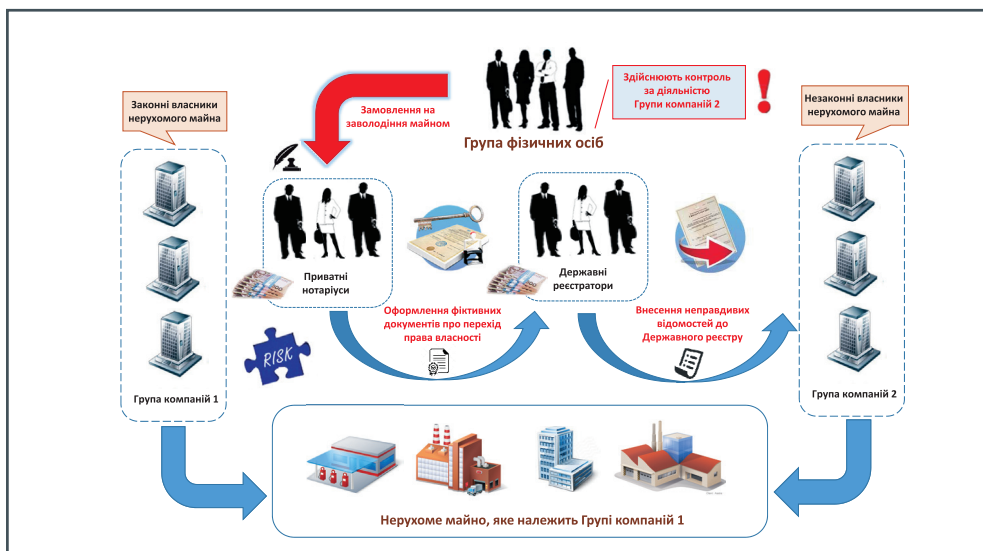 Здійснюють контроль
за діяльністю
Групи компаній 2
Законні власники
нерухомого майна
Замовлення на
заволодіння майном
Незаконні власники
нерухомого майна
Група фізичних осіб
Приватні
нотаріуси
Державні
реєстратори
Оформлення фіктивних
документів про перехід
права власності
Внесення неправдивих
відомостей до
Державного реєстру
RISK
Група компаній 1
Група компаній 2
Нерухоме майно, яке належить Групі компаній 1